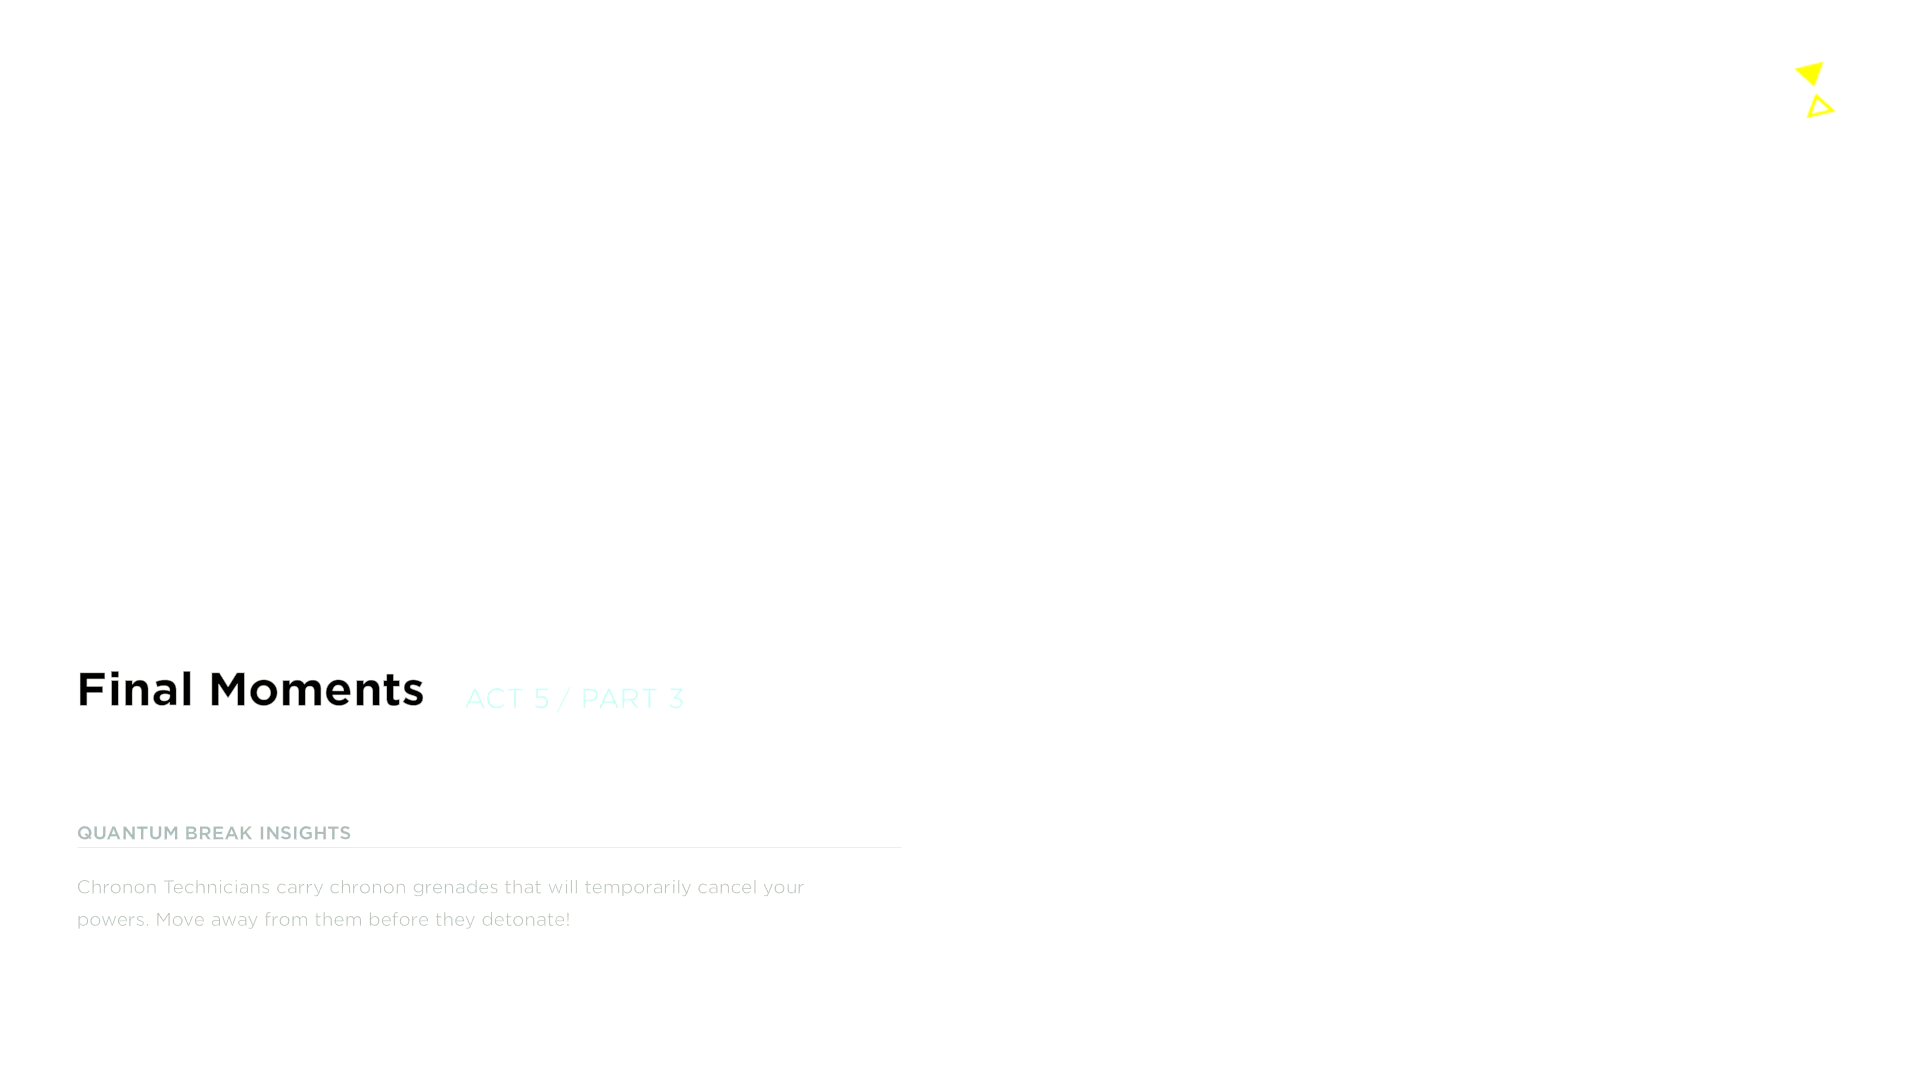 Final Moments ACT 5 / PART 3
QUANTUM BREAK INSIGHTS
Chronon Technicians carry chronon grenades that will temporarily cancel your
powers. Move away from them before they detonate!